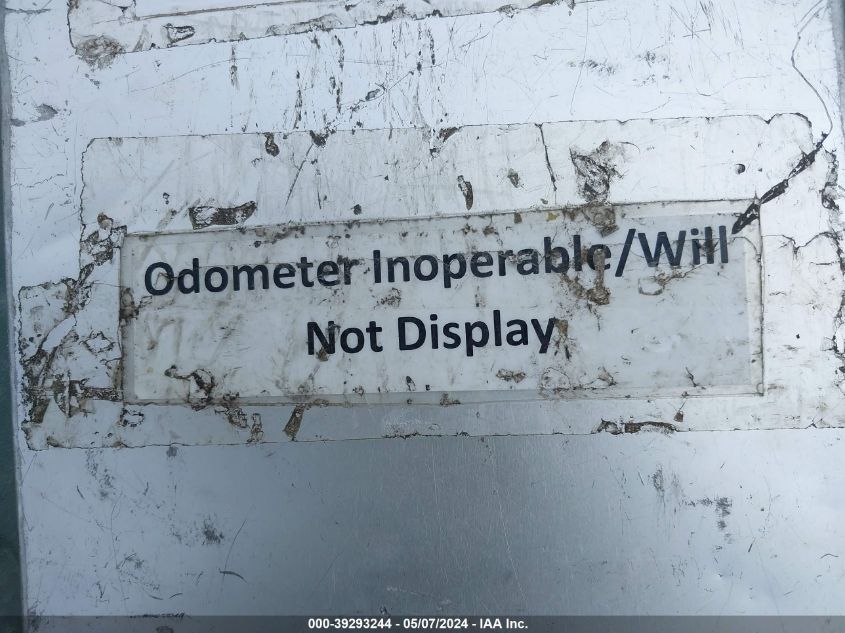 Odometer Inoperable/Will
Not Display
000-39293244 - 05/07/2024 - IAA Inc.